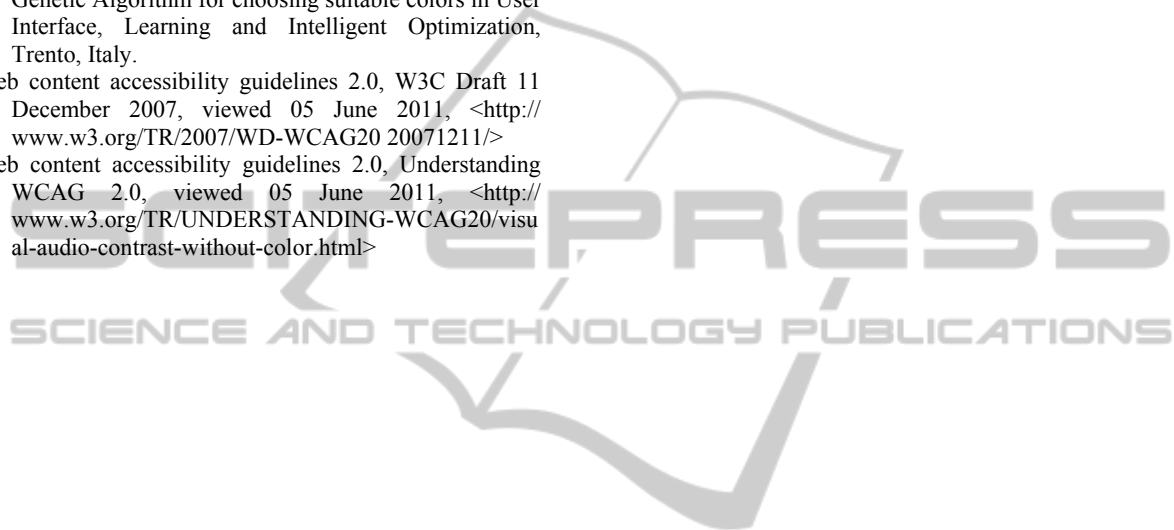 Genetic Algorithm for choosing suitable colors in User
Interface, Learning and Intelligent Optimization,
Trento, Italy.
eb content accessibility guidelines 2.0, W3C Draft 11
December 2007, viewed 05 June 2011, <http://
www.w3.org/TR/2007/WD-WCAG20 20071211/>
eb content accessibility guidelines 2.0, Understanding
WCAG 2.0, viewed 05 June 2011, <http://
www.w3.org/TR/UNDERSTANDING-WCAG20/visu
al-audio-contrast-without-color.html>
SCITEPRESS
SCIENCE AND TECHNOLOGY PUBLICATIONS